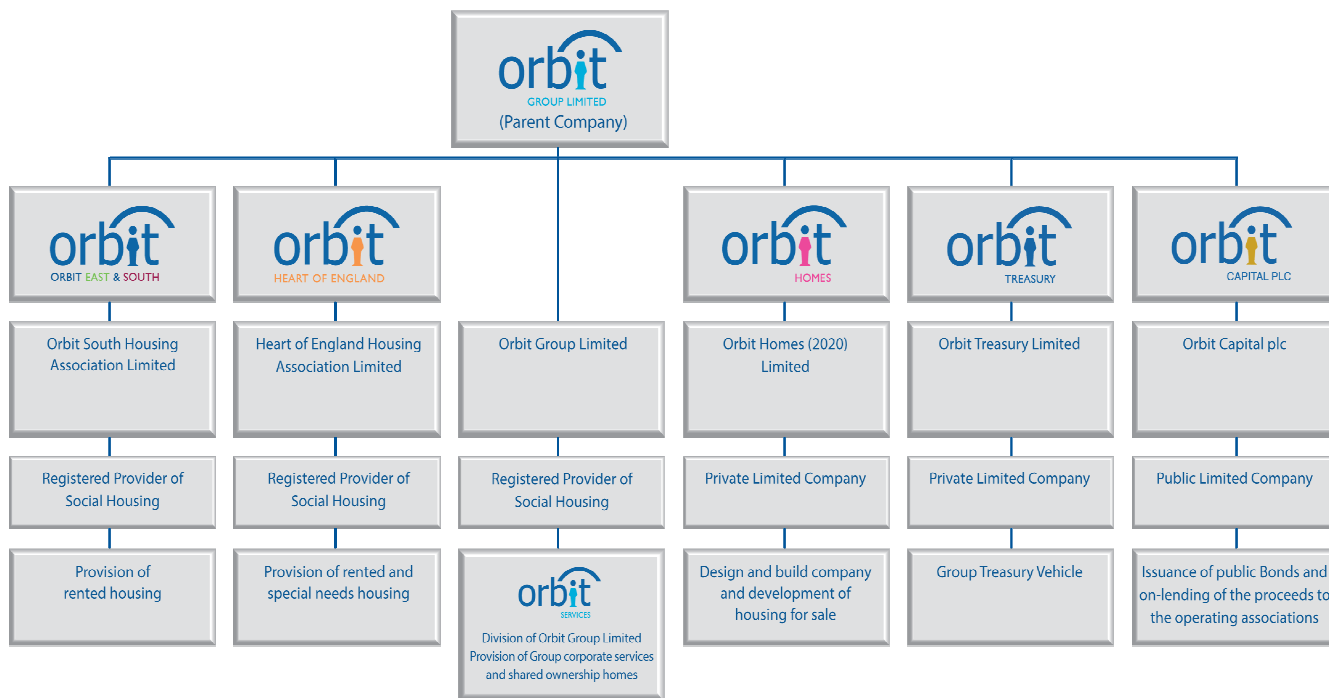 orbit
GROUP LIMITED
(Parent Company)
orbit
ORBIT EAST & SOUTH
Orbit South Housing
Association Limited
Registered Provider of
Social Housing
Provision of
rented housing
orbit
HEART OF ENGLAND
Heart of England Housing
Association Limited
Registered Provider of
Social Housing
Provision of rented and
special needs housing
Orbit Group Limited
Registered Provider of
Social Housing
orbit
SERVICES
Division of Orbit Group Limited
Provision of Group corporate services
and shared ownership homes
orbit
HOMES
Orbit Homes (2020)
Limited
Private Limited Company
Design and build company
and development of
housing for sale
orbit
TREASURY
Orbit Treasury Limited
Private Limited Company
Group Treasury Vehicle
orbit
CAPITAL PLC
Orbit Capital plc
Public Limited Company
Issuance of public Bonds and
on-lending of the proceeds to
the operating associations